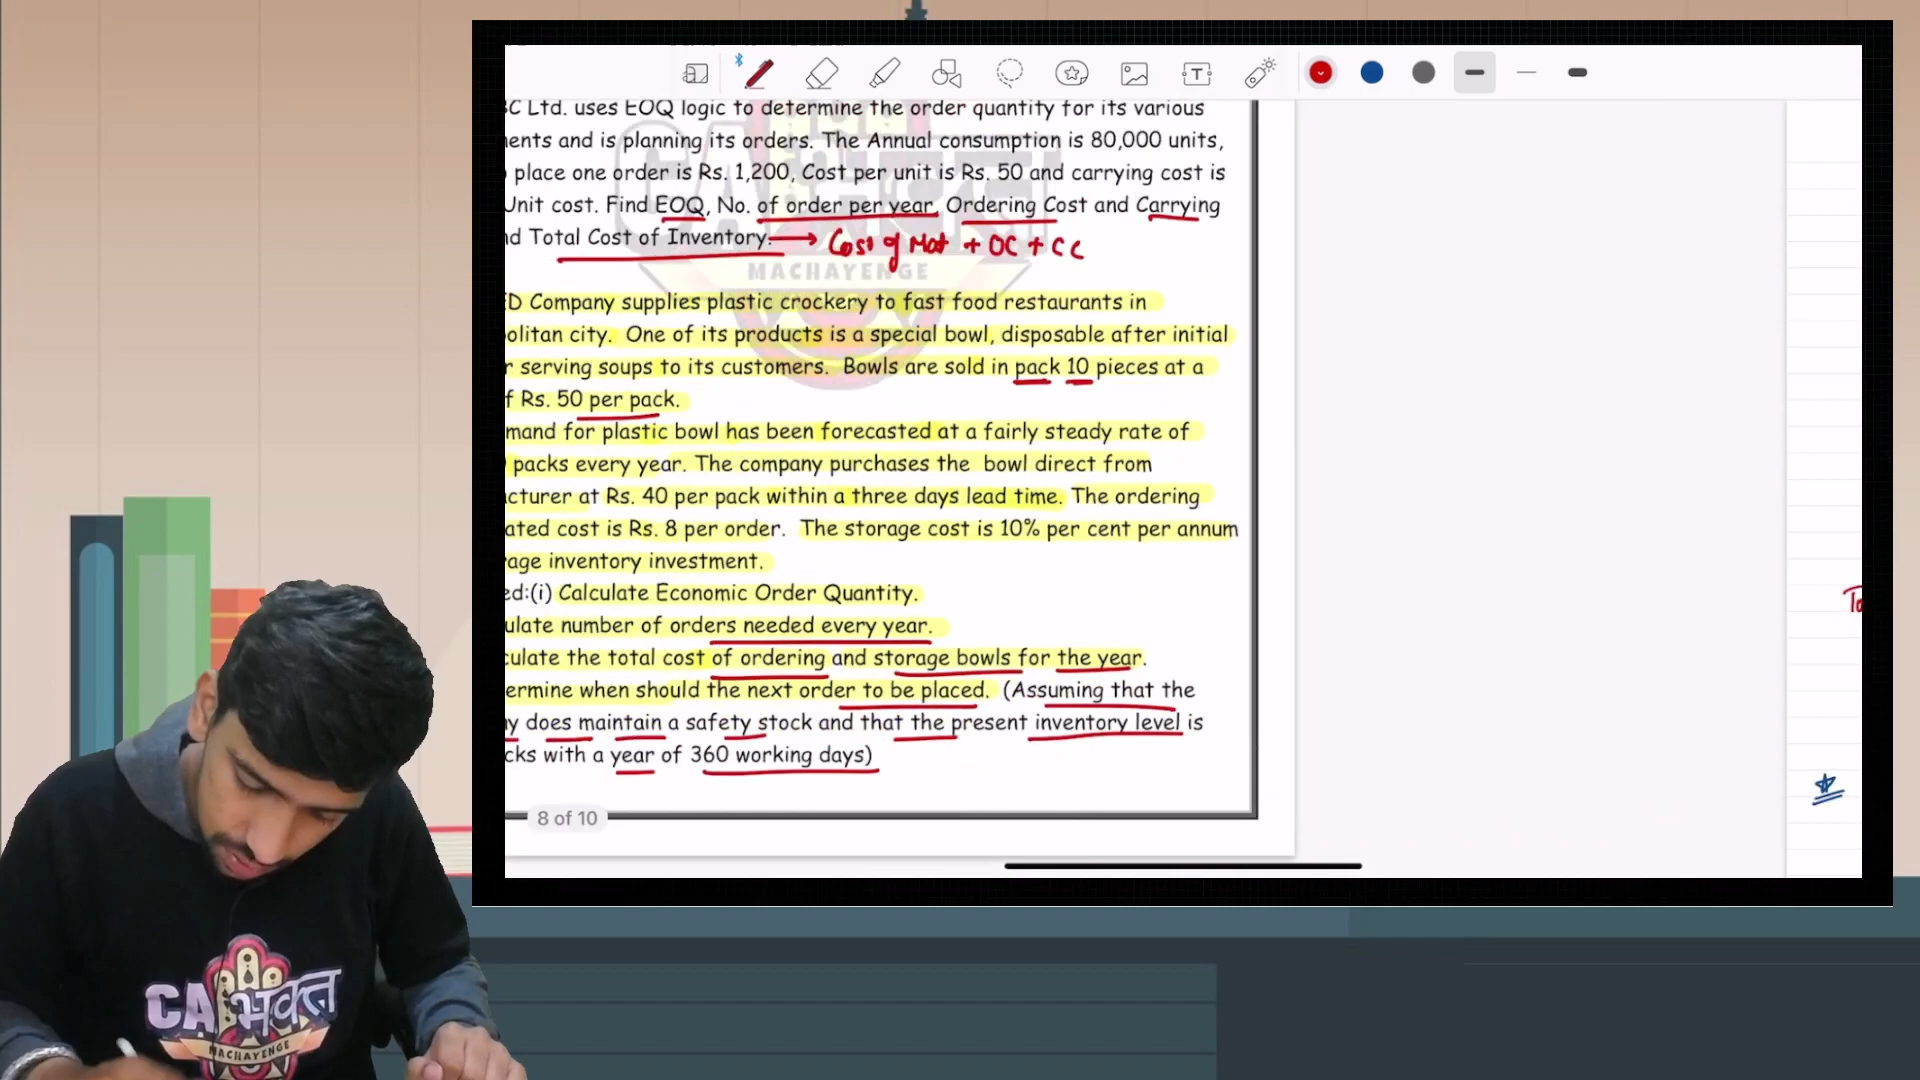 C Ltd. uses EOQ logic to determine the order quantity for its various
ents and is planning its orders. The Annual consumption is 80,000 units,
place one order is Rs. 1,200, Cost per unit is Rs. 50 and carrying cost is
Unit cost. Find EOQ, No. of order per year, Ordering Cost and Carrying
nd Total Cost of Inventory. → Cost of Mat + OC + CC
MACHAYENGE
ED Company supplies plastic crockery to fast food restaurants in
olitan city. One of its products is a special bowl, disposable after initial
r serving soups to its customers. Bowls are sold in pack 10 pieces at a
f Rs. 50 per pack.
mand for plastic bowl has been forecasted at a fairly steady rate of
packs every year. The company purchases the bowl direct from
acturer at Rs. 40 per pack within a three days lead time. The ordering
ated cost is Rs. 8 per order. The storage cost is 10% per cent per annum
rage inventory investment.
ed:(i) Calculate Economic Order Quantity.
ulate number of orders needed every year.
culate the total cost of ordering and storage bowls for the year.
ermine when should the next order to be placed. (Assuming that the
ny does maintain a safety stock and that the present inventory level is
cks with a year of 360 working days)
8 of 10
To
CA भक्त
MACHAYENGE